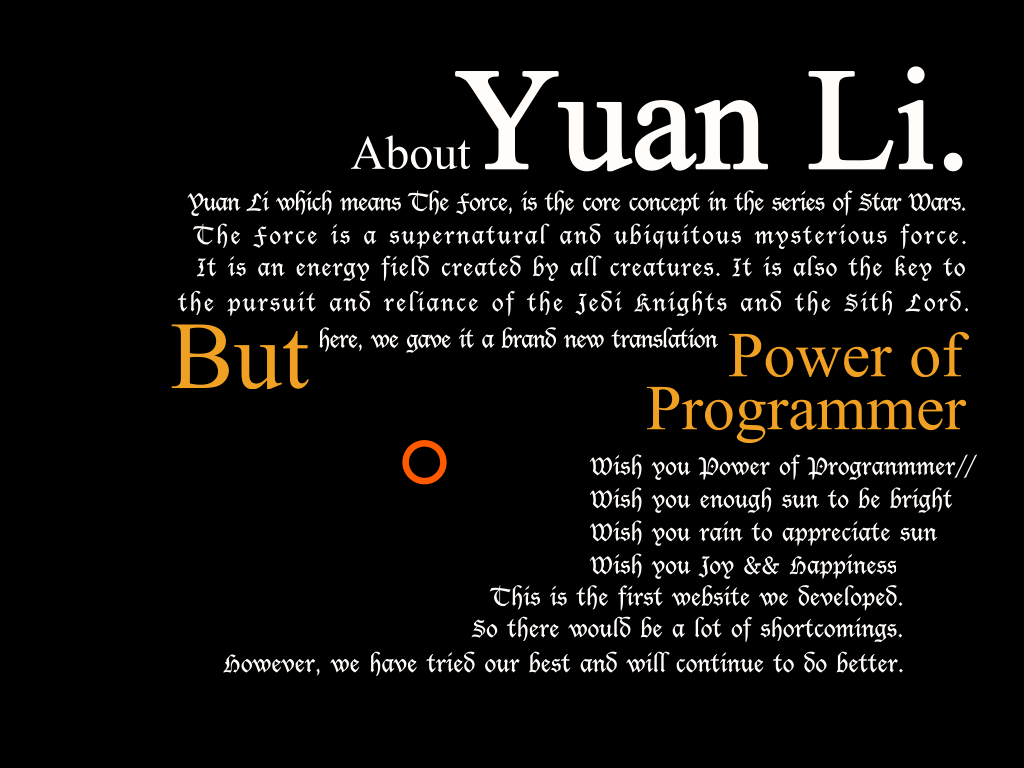 About Yuan Li.
Yuan Li which means The Force, is the core concept in the series of Star Wars.
The Force is a supernatural and ubiquitous mysterious force.
It is an energy field created by all creatures. It is also the key to
the pursuit and reliance of the Jedi Knights and the Sith Lord.
But here, we gave it a brand new translation Power of
Programmer
Wish you Power of Progranmmer//
Wish you enough sun to be bright
Wish you rain to appreciate sun
Wish you Joy && Happiness
This is the first website we developed.
So there would be a lot of shortcomings.
However, we have tried our best and will continue to do better.